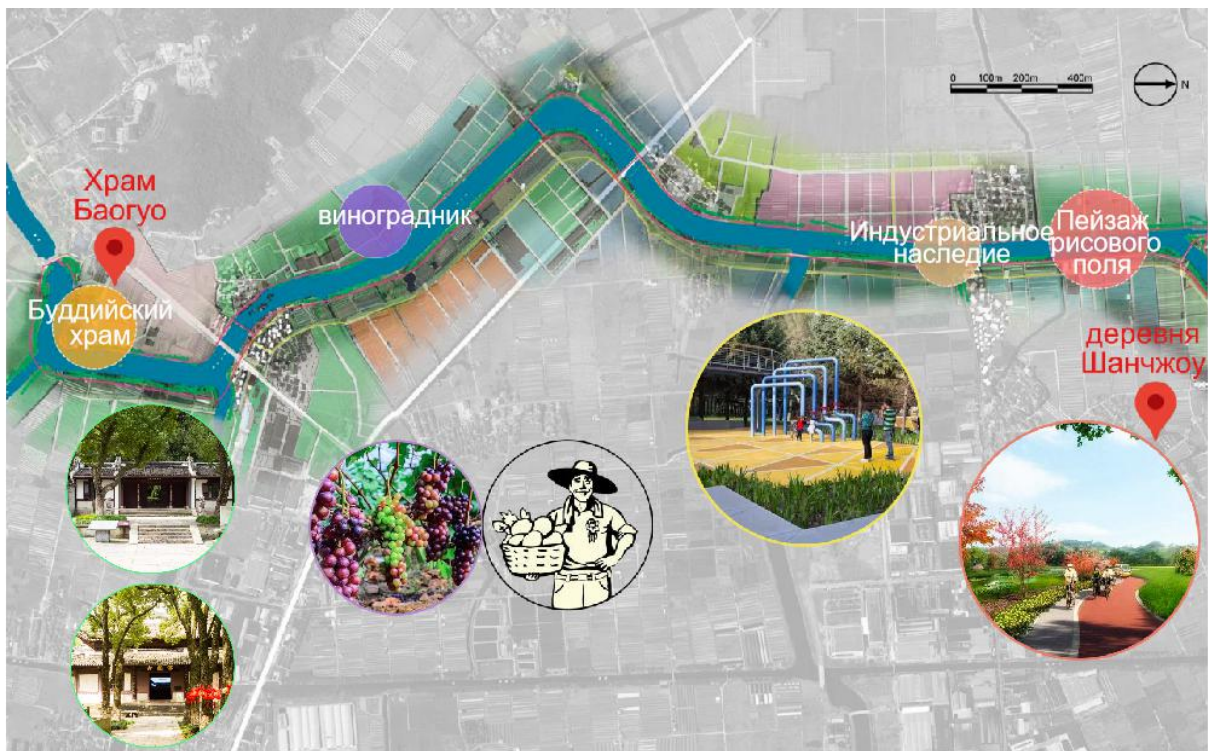 0 100m 200m 400m
N
Храм
Баогуо
виноградник
Индустриальное
наследие
Пейзаж
рисового
поля
Буддийский
храм
деревня
Шанчжоу